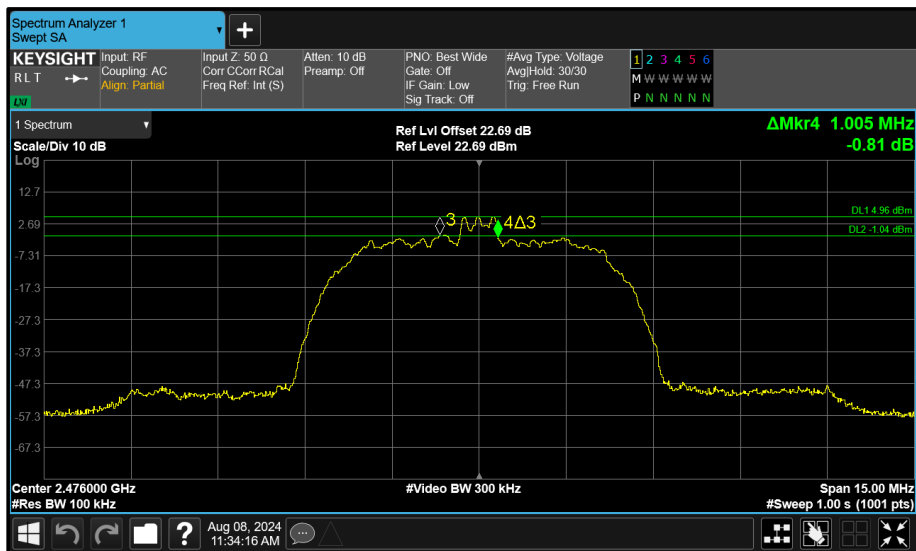 Spectrum Analyzer 1
Swept SA
+
KEYSIGHT
R L T
LXI
Input: RF
Coupling: AC
Align: Partial
Input Z: 50 Ω
Corr CCorr RCal
Freq Ref: Int (S)
Atten: 10 dB
Preamp: Off
PNO: Best Wide
Gate: Off
IF Gain: Low
Sig Track: Off
#Avg Type: Voltage
Avg|Hold: 30/30
Trig: Free Run
1 2 3 4 5 6
M W W W W W W
P N N N N N N
1 Spectrum
Ref Lvl Offset 22.69 dB
ΔMkr4 1.005 MHz
Scale/Div 10 dB
Ref Level 22.69 dBm
-0.81 dB
Log
12.7
DL1 4.96 dBm
2.69
3
4Δ3
DL2 -1.04 dBm
-7.31
-17.3
-27.3
-37.3
-47.3
-57.3
-67.3
Center 2.476000 GHz
#Video BW 300 kHz
Span 15.00 MHz
#Res BW 100 kHz
#Sweep 1.00 s (1001 pts)
?
Aug 08, 2024
11:34:16 AM